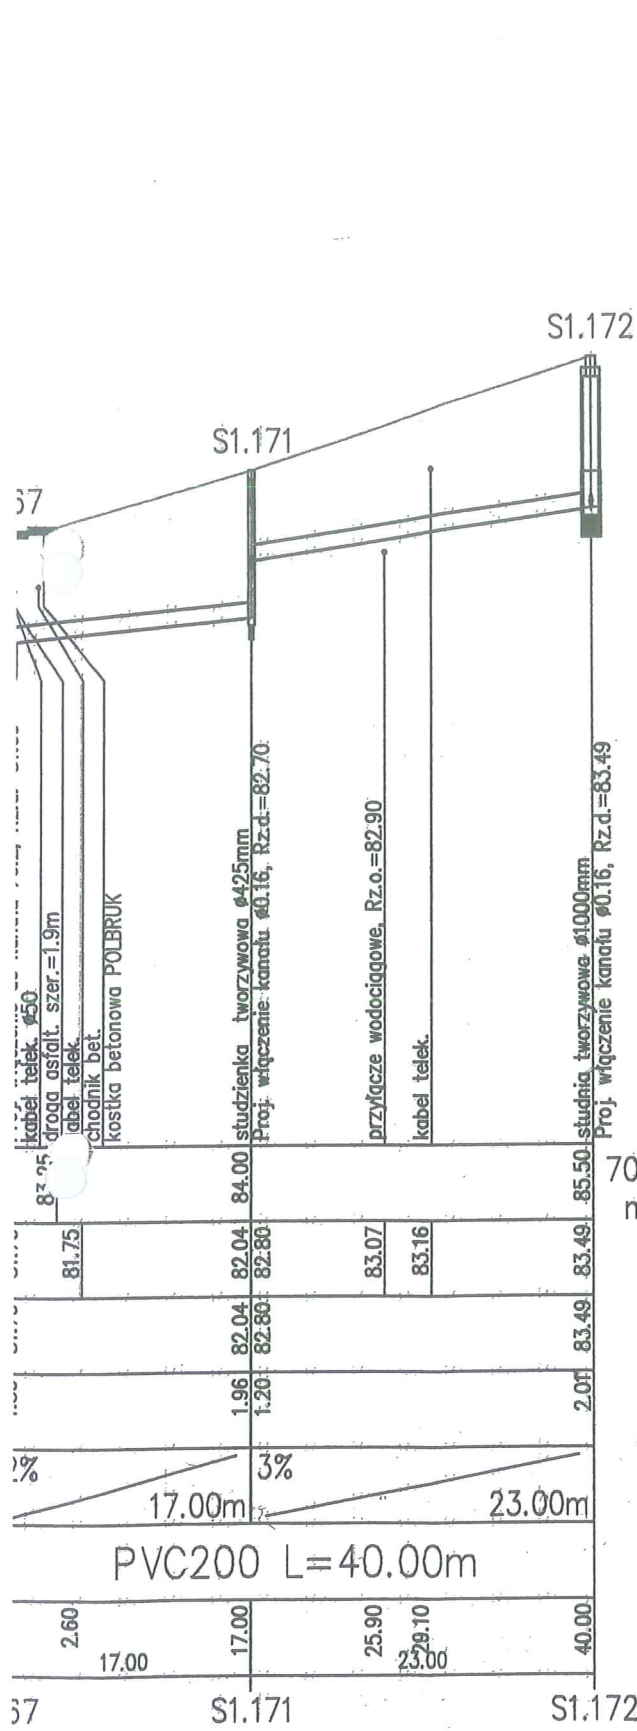 S1.172
S1.171
67
kabel telek. ø50
droga asfalt. szer.=1.9m
kabel telek.
chodnik bet.
kostka betonowa POLBRUK
studzienka tworzywowa ø425mm
Proj. włączenie kanału ø0.16, Rz.d.=82.70
przyłącze wodociągowe, Rz.o.=82.90
kabel telek.
studnia tworzywowa ø1000mm
Proj. włączenie kanału ø0.16, Rz.d.=83.49
83.25 84.00 85.50 70
81.75 82.04 82.80 83.07 83.16 83.49
82.04 82.80 83.49
1.96 1.20 2.01
2% 3%
17.00m 23.00m
PVC200 L=40.00m
2.60 17.00 25.90 29.10 40.00
17.00 23.00
67 S1.171 S1.172